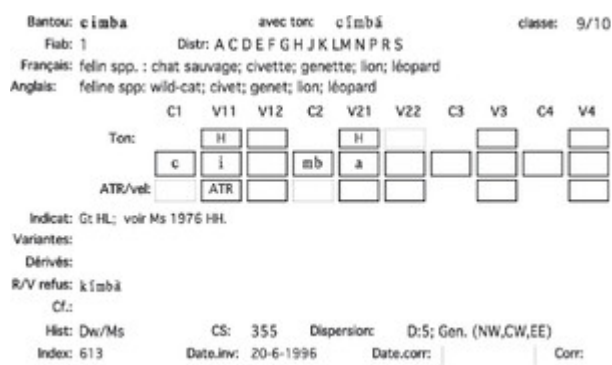 Bantou: cimba avec ton: címbá classe: 9/10
Fiab: 1 Distr: A C D E F G H J K L M N P R S
Français: felin spp. : chat sauvage; civette; genette; lion; léopard
Anglais: feline spp: wild-cat; civet; genet; lion; léopard
C1 V11 V12 C2 V21 V22 C3 V3 C4 V4
Ton: H H
c i mb a
ATR/vel: ATR
Indicat: Gt HL; voir Ms 1976 HH.
Variantes:
Dérivés:
R/V refus: kímbà
Cf.:
Hist: Dw/Ms CS: 355 Dispersion: D:5; Gen. (NW,CW,EE)
Index: 613 Date.inv: 20-6-1996 Date.corr: Corr: